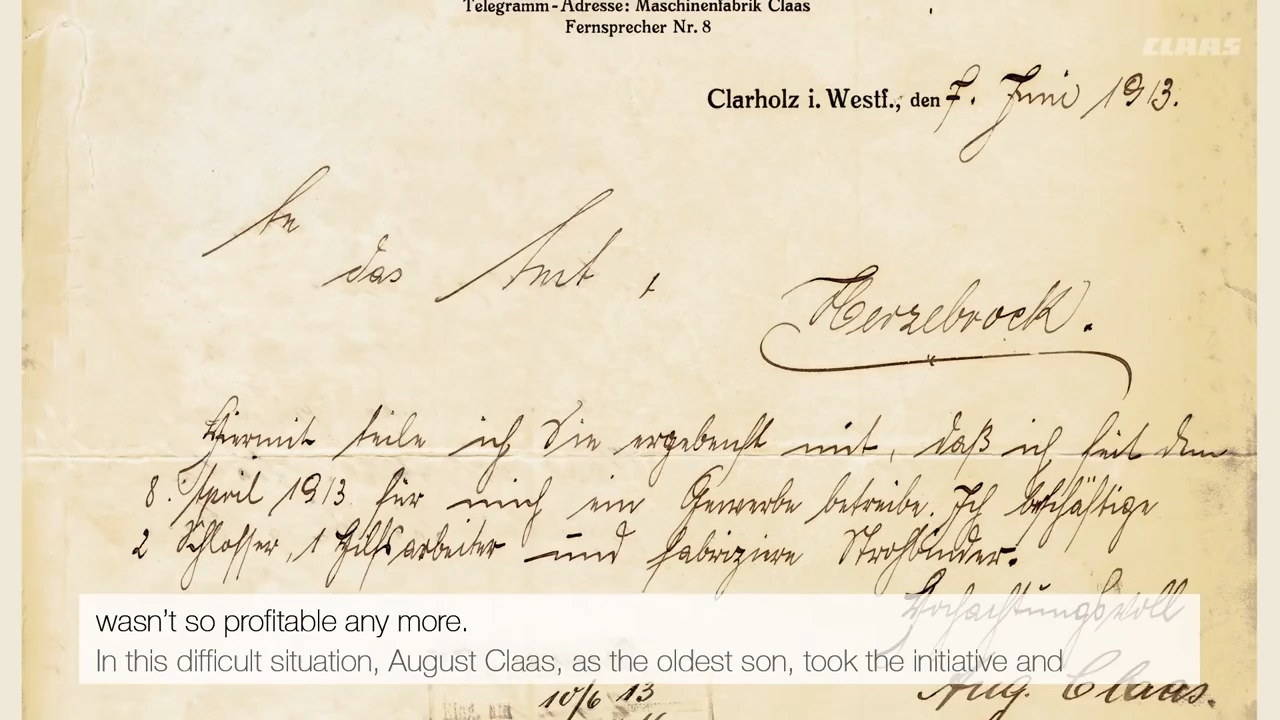 Telegramm-Adresse: Maschinenfabrik Claas
Fernsprecher Nr. 8
CLAAS
Clarholz i. Westf., den 7. Juni 1913.
An
das Amt,
Herzebrock.
Hiermit teile ich Sie ergebenst mit, daß ich seit dem
8. April 1913 für mich ein Gewerbe betreibe. Ich beschäftige
2 Schlosser, 1 Hilfsarbeiter und fabriziere Strohbinder.
Hochachtungsvoll
wasn't so profitable any more.
In this difficult situation, August Claas, as the oldest son, took the initiative and
Aug. Claas.
10/6 13